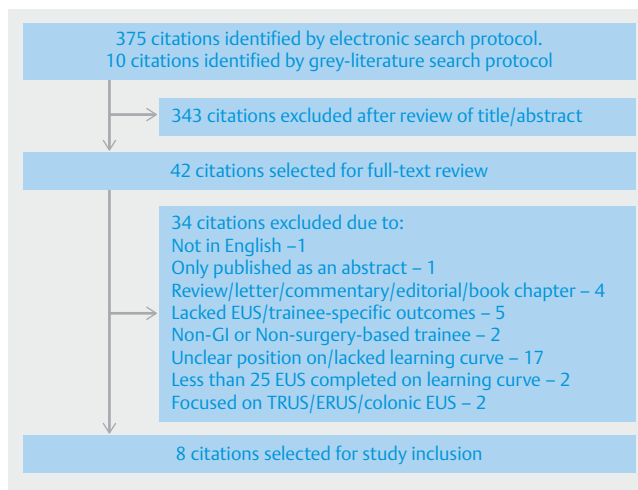 375 citations identified by electronic search protocol.
10 citations identified by grey-literature search protocol
343 citations excluded after review of title/abstract
42 citations selected for full-text review
34 citations excluded due to:
Not in English –1
Only published as an abstract – 1
Review/letter/commentary/editorial/book chapter – 4
Lacked EUS/trainee-specific outcomes – 5
Non-GI or Non-surgery-based trainee – 2
Unclear position on/lacked learning curve – 17
Less than 25 EUS completed on learning curve – 2
Focused on TRUS/ERUS/colonic EUS – 2
8 citations selected for study inclusion